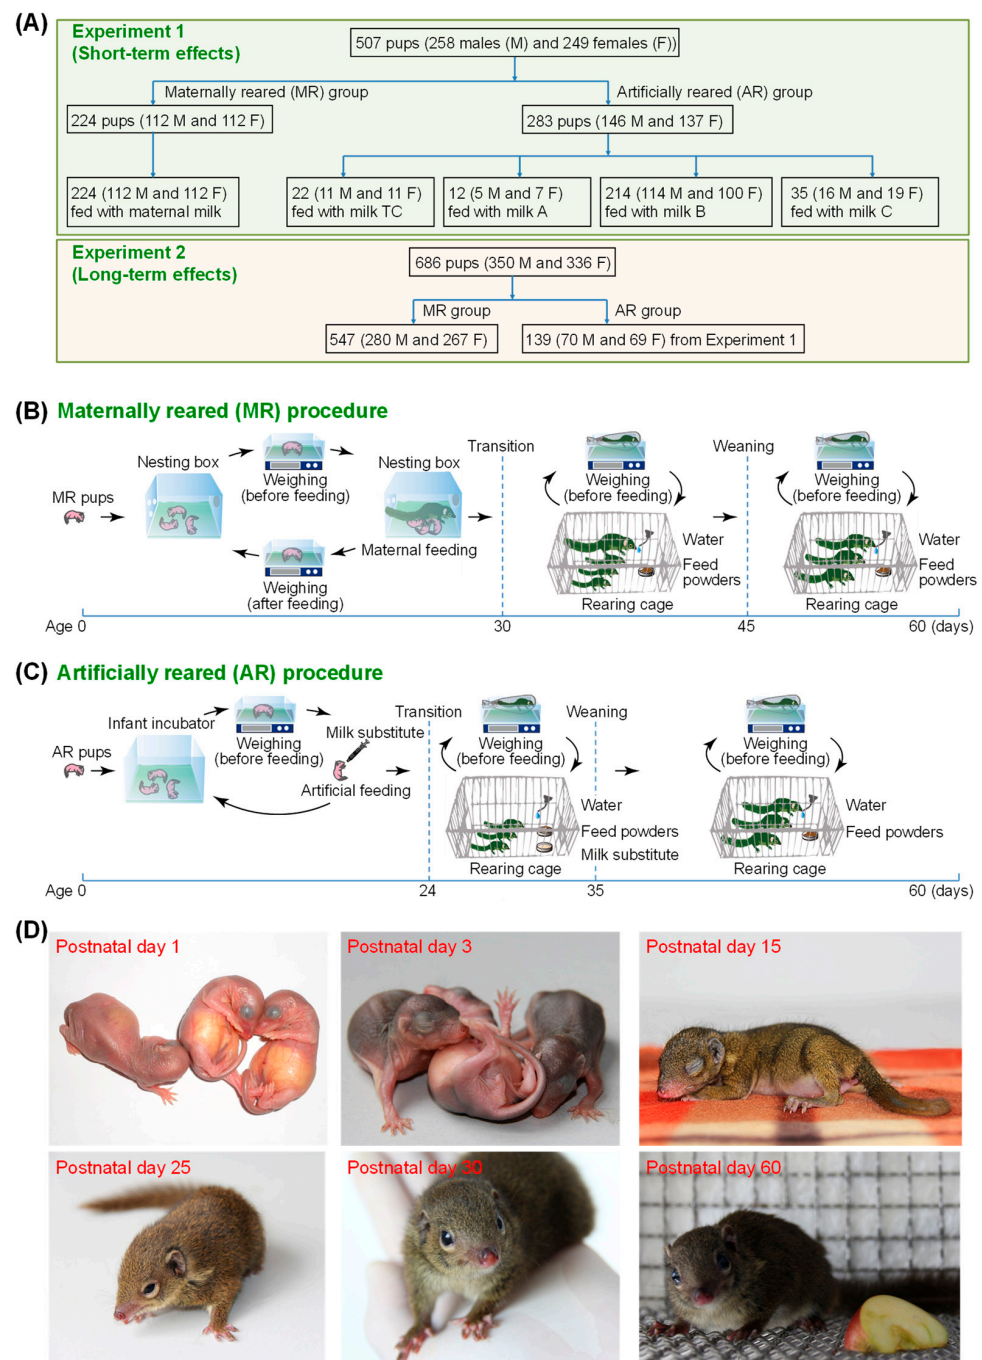 (A)
Experiment 1
(Short-term effects)
507 pups (258 males (M) and 249 females (F))
Maternally reared (MR) group
Artificially reared (AR) group
224 pups (112 M and 112 F)
283 pups (146 M and 137 F)
224 (112 M and 112 F)
fed with maternal milk
22 (11 M and 11 F)
fed with milk TC
12 (5 M and 7 F)
fed with milk A
214 (114 M and 100 F)
fed with milk B
35 (16 M and 19 F)
fed with milk C
Experiment 2
(Long-term effects)
686 pups (350 M and 336 F)
MR group
AR group
547 (280 M and 267 F)
139 (70 M and 69 F) from Experiment 1
(B) Maternally reared (MR) procedure
MR pups
Nesting box
Weighing
(before feeding)
Nesting box
Maternal feeding
Weighing
(after feeding)
Transition
Weighing
(before feeding)
Water
Feed
powders
Rearing cage
Weaning
Weighing
(before feeding)
Water
Feed
powders
Rearing cage
Age 0
30
45
60 (days)
(C) Artificially reared (AR) procedure
AR pups
Infant incubator
Weighing
(before feeding)
Milk substitute
Artificial feeding
Transition
Weighing
(before feeding)
Water
Feed powders
Milk substitute
Rearing cage
Weaning
Weighing
(before feeding)
Water
Feed powders
Rearing cage
Age 0
24
35
60 (days)
(D)
Postnatal day 1
Postnatal day 3
Postnatal day 15
Postnatal day 25
Postnatal day 30
Postnatal day 60